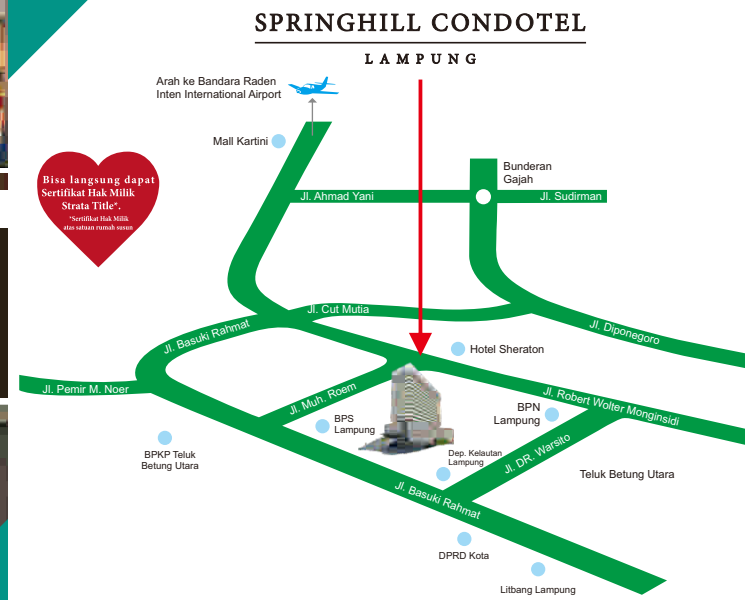 SPRINGHILL CONDOTEL
LAMPUNG
Arah ke Bandara Raden
Inten International Airport
Mall Kartini
Bunderan
Gajah
Bisa langsung dapat
Sertifikat Hak Milik
Strata Title*.
*Sertifikat Hak Milik
atas satuan rumah susun
Jl. Ahmad Yani
Jl. Sudirman
Jl. Cut Mutia
Jl. Diponegoro
Jl. Basuki Rahmat
Hotel Sheraton
Jl. Pemir M. Noer
Jl. Muh. Roem
Jl. Robert Wolter Monginsidi
BPS
Lampung
BPN
Lampung
BPKP Teluk
Betung Utara
Dep. Kelautan
Lampung
Jl. DR. Warsito
Teluk Betung Utara
Jl. Basuki Rahmat
DPRD Kota
Litbang Lampung